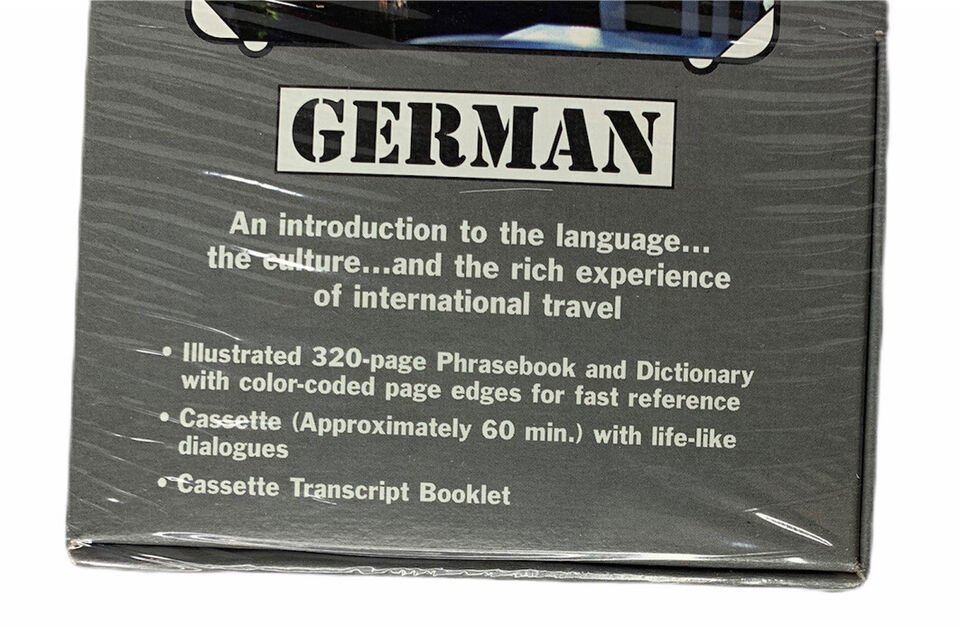 GERMAN
An introduction to the language...
the culture...and the rich experience
of international travel
• Illustrated 320-page Phrasebook and Dictionary
with color-coded page edges for fast reference
• Cassette (Approximately 60 min.) with life-like
dialogues
• Cassette Transcript Booklet